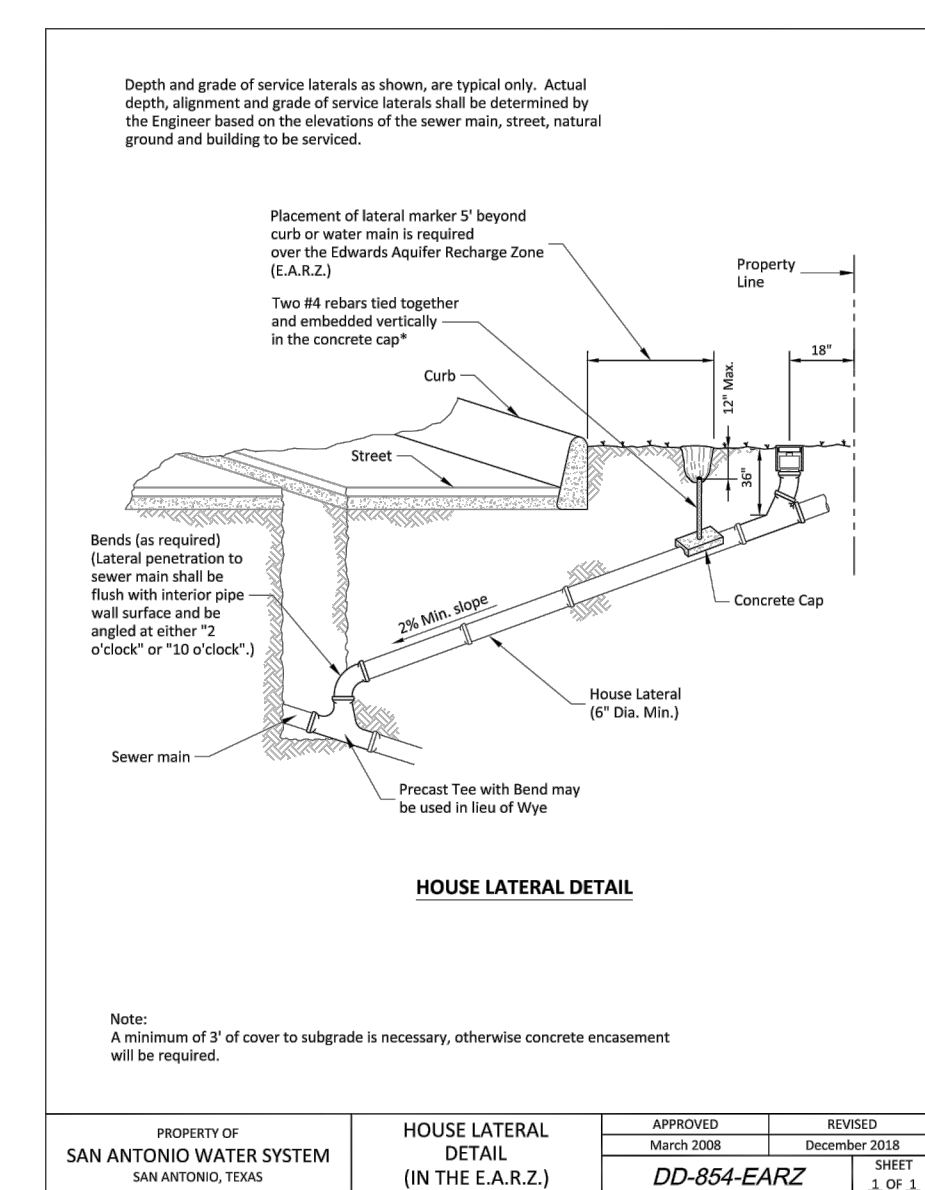 Depth and grade of service laterals as shown, are typical only. Actual
depth, alignment and grade of service laterals shall be determined by
the Engineer based on the elevations of the sewer main, street, natural
ground and building to be serviced.
Placement of lateral marker 5' beyond
curb or water main is required
over the Edwards Aquifer Recharge Zone
(E.A.R.Z.)
Property
Line
Two #4 rebars tied together
and embedded vertically
in the concrete cap*
18"
12" Max.
Curb
Street
36"
Bends (as required)
(Lateral penetration to
sewer main shall be
flush with interior pipe
wall surface and be
angled at either "2
o'clock" or "10 o'clock".)
2% Min. slope
Concrete Cap
House Lateral
(6" Dia. Min.)
Sewer main
Precast Tee with Bend may
be used in lieu of Wye
HOUSE LATERAL DETAIL
Note:
A minimum of 3' of cover to subgrade is necessary, otherwise concrete encasement
will be required.
PROPERTY OF
SAN ANTONIO WATER SYSTEM
SAN ANTONIO, TEXAS
HOUSE LATERAL
DETAIL
(IN THE E.A.R.Z.)
APPROVED
March 2008
REVISED
December 2018
DD-854-EARZ
SHEET
1 OF 1